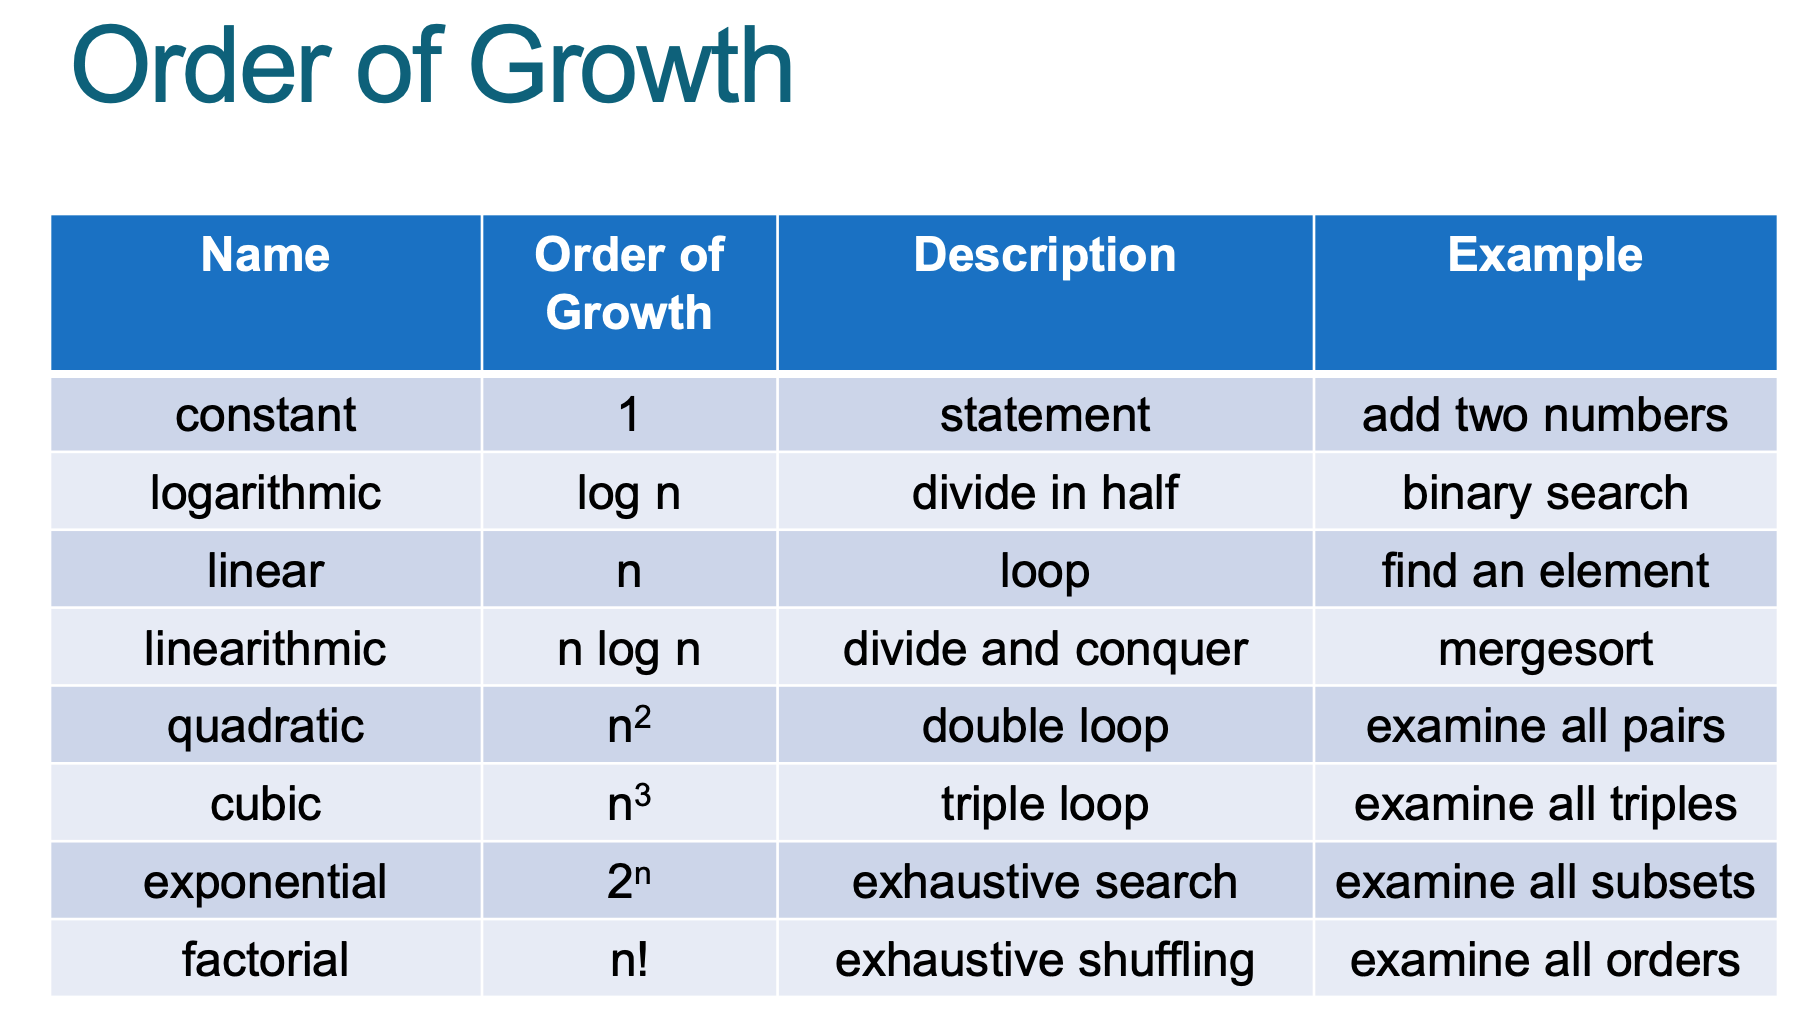 Order of Growth
Name Order of Growth Description Example
constant 1 statement add two numbers
logarithmic log n divide in half binary search
linear n loop find an element
linearithmic n log n divide and conquer mergesort
quadratic n² double loop examine all pairs
cubic n³ triple loop examine all triples
exponential 2ⁿ exhaustive search examine all subsets
factorial n! exhaustive shuffling examine all orders